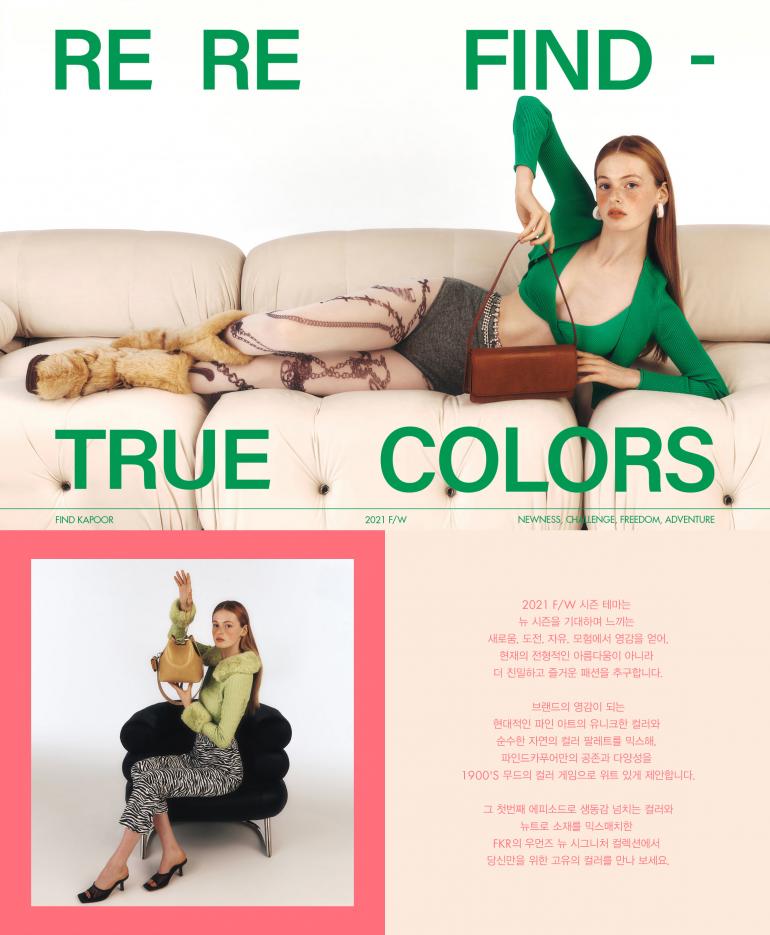 RE RE FIND -
TRUE COLORS
FIND KAPOOR 2021 F/W NEWNESS, CHALLENGE, FREEDOM, ADVENTURE
2021 F/W 시즌 테마는
뉴 시즌을 기대하며 느끼는
새로움, 도전, 자유, 모험에서 영감을 얻어,
현재의 전형적인 아름다움이 아니라
더 친밀하고 즐거운 패션을 추구합니다.
브랜드의 영감이 되는
현대적인 파인 아트의 유니크한 컬러와
순수한 자연의 컬러 팔레트를 믹스해,
파인드카푸어만의 공존과 다양성을
1900'S 무드의 컬러 게임으로 위트 있게 제안합니다.
그 첫번째 에피소드로 생동감 넘치는 컬러와
뉴트로 소재를 믹스매치한
FKR의 우먼즈 뉴 시그니처 컬렉션에서
당신만을 위한 고유의 컬러를 만나 보세요.